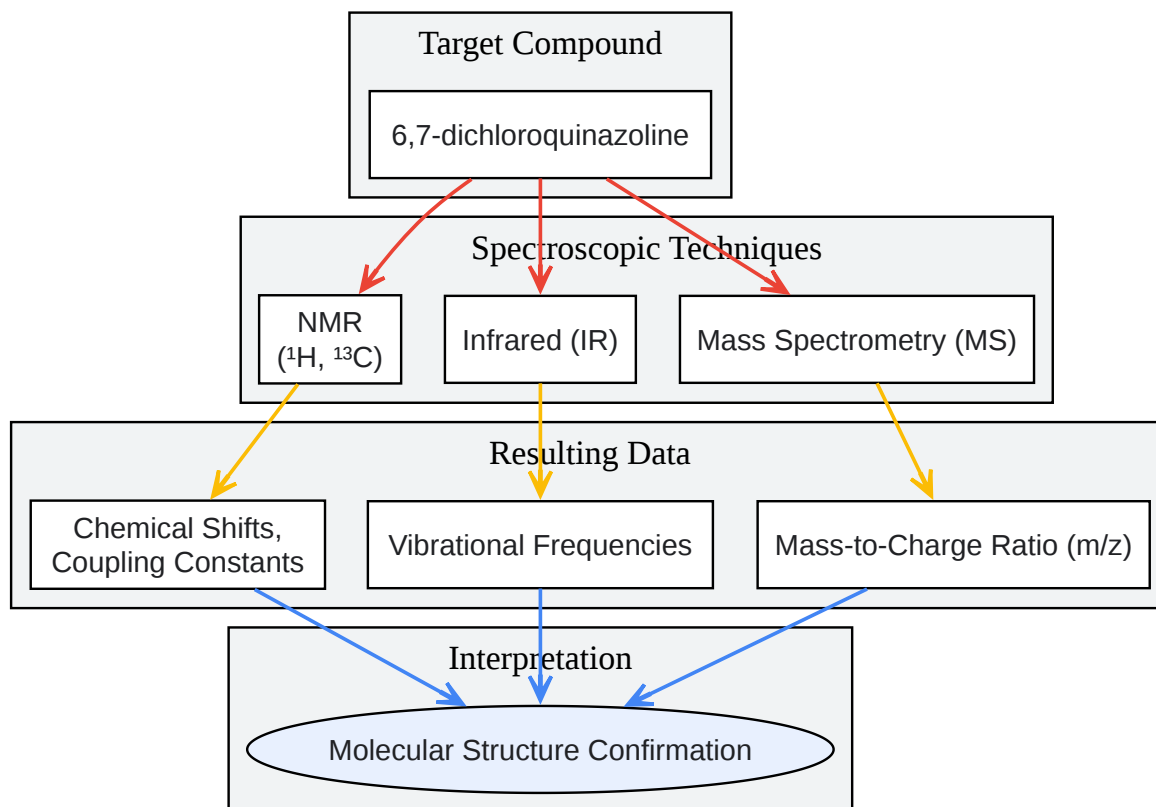 Target Compound
6,7-dichloroquinazoline
Spectroscopic Techniques
NMR
(¹H, ¹³C)
Infrared (IR)
Mass Spectrometry (MS)
Resulting Data
Chemical Shifts,
Coupling Constants
Vibrational Frequencies
Mass-to-Charge Ratio (m/z)
Interpretation
Molecular Structure Confirmation